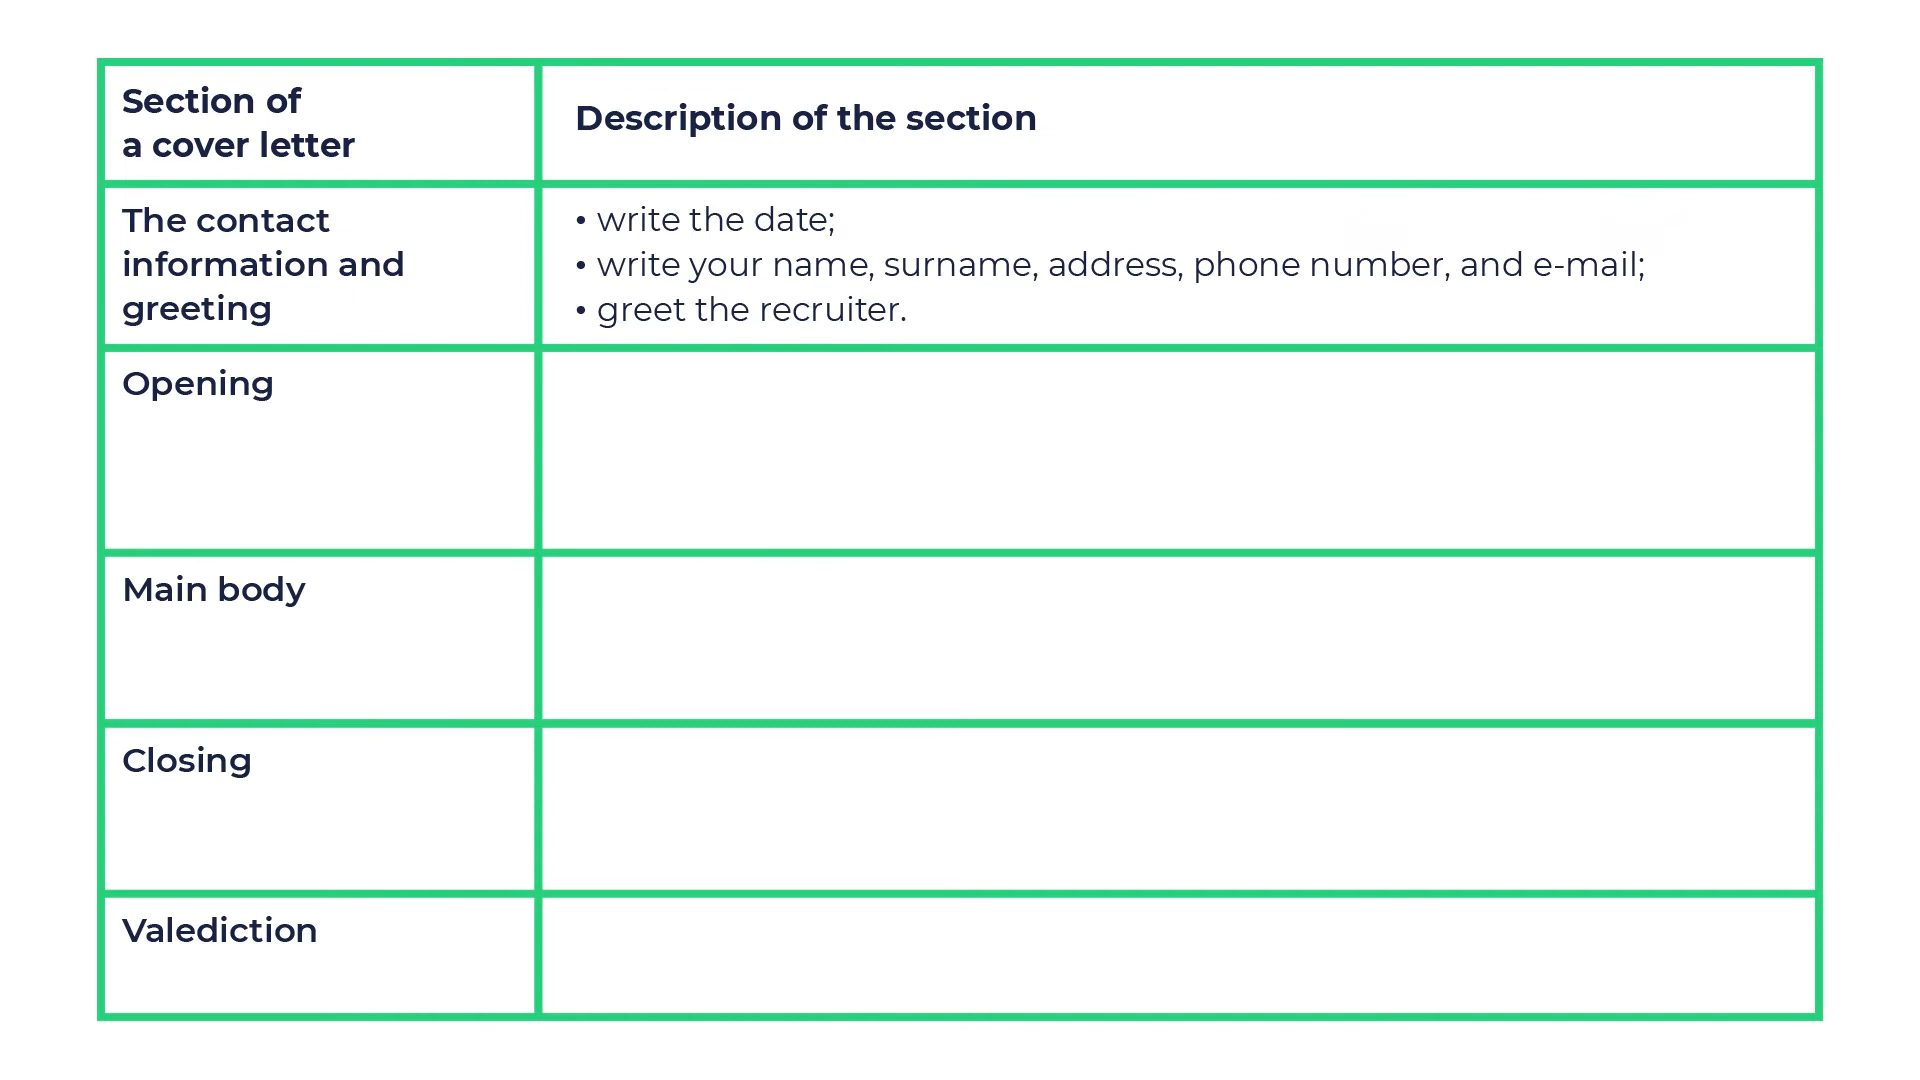 Section of
a cover letter
Description of the section
The contact
information and
greeting
• write the date;
• write your name, surname, address, phone number, and e-mail;
• greet the recruiter.
Opening
Main body
Closing
Valediction